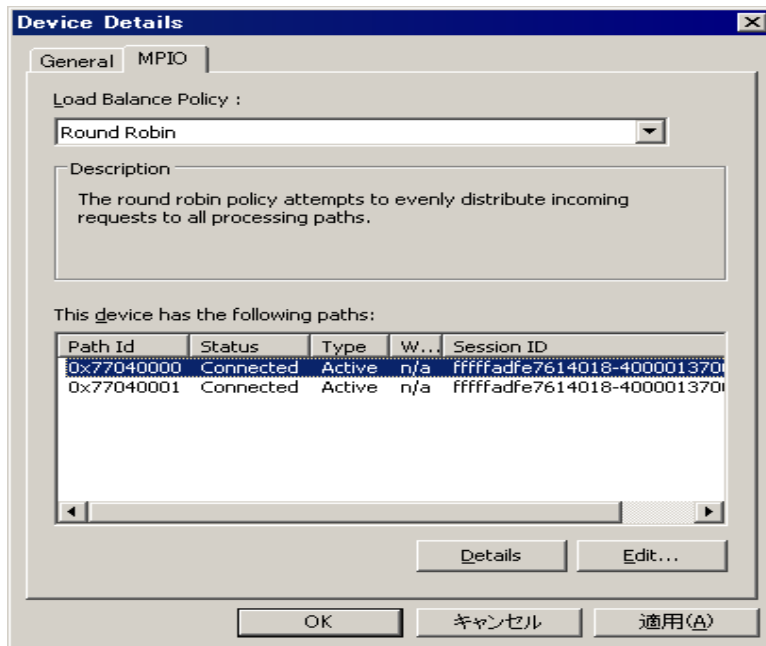 Device Details
General MPIO
Load Balance Policy :
Round Robin
Description
The round robin policy attempts to evenly distribute incoming
requests to all processing paths.
This device has the following paths:
Path Id Status Type W... Session ID
0x77040000 Connected Active n/a fffffadfe7614018-400001370
0x77040001 Connected Active n/a fffffadfe7614018-400001370
Details Edit...
OK キャンセル 適用(A)